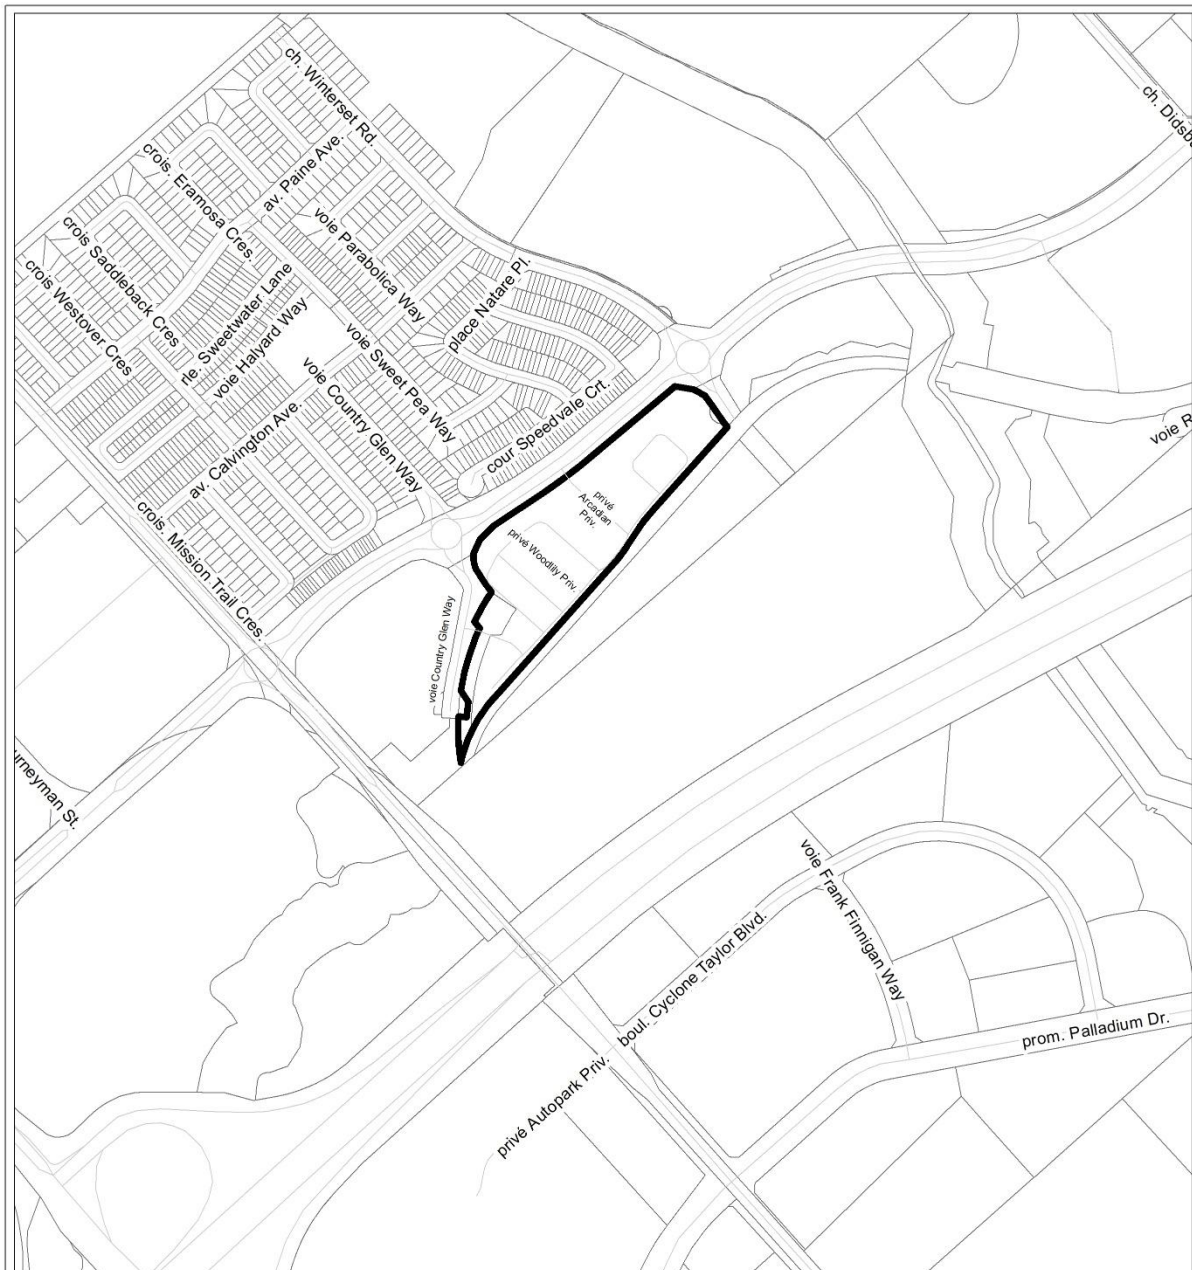 ch. Winterset Rd.
ch. Didsb
av. Paine Ave.
crois. Eramosa Cres.
voie Parabolica Way
crois Saddleback Cres
crois Westover Cres
place Natare Pl.
rle. Sweetwater Lane
voie Halyard Way
voie Sweet Pea Way
voie Country Glen Way
cour Speedvale Crt.
av. Calvington Ave.
voie R
privé
Arcadian
Priv.
privé Woodlily Priv.
crois. Mission Trail Cres.
voie Country Glen Way
urneyman St.
voie Frank Finnigan Way
boul. Cyclone Taylor Blvd.
prom. Palladium Dr.
privé Autopark Priv.